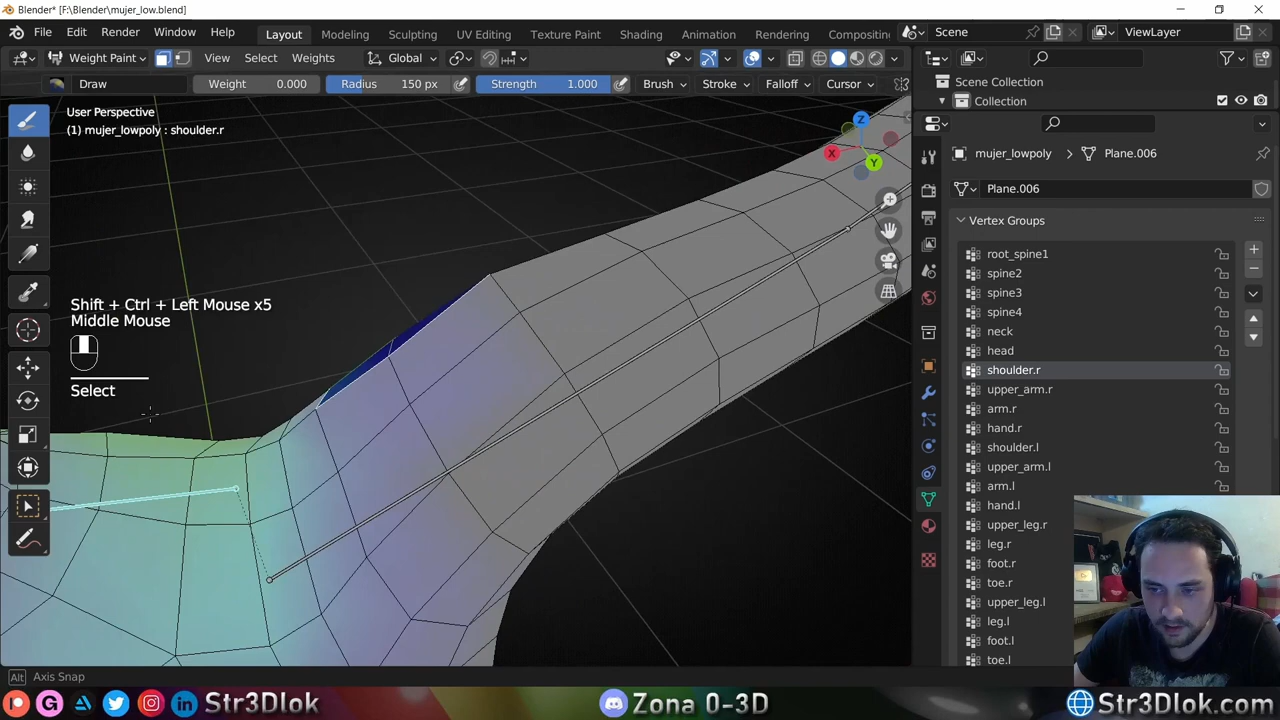 Blender* [F:\Blender\mujer_low.blend]
File Edit Render Window Help Layout Modeling Sculpting UV Editing Texture Paint Shading Animation Rendering Compositing Scene ViewLayer
Weight Paint View Select Weights Global
Draw Weight 0.000 Radius 150 px Strength 1.000 Brush Stroke Falloff Cursor
Scene Collection
Collection
User Perspective
(1) mujer_lowpoly : shoulder.r
Z
X
Y
mujer_lowpoly Plane.006
Plane.006
Vertex Groups
root_spine1
spine2
spine3
spine4
neck
head
shoulder.r
upper_arm.r
arm.r
hand.r
shoulder.l
upper_arm.l
arm.l
hand.l
upper_leg.r
leg.r
foot.r
toe.r
upper_leg.l
leg.l
foot.l
toe.l
Shift + Ctrl + Left Mouse x5
Middle Mouse
Select
Alt Axis Snap
Str3Dlok Zona 0-3D Str3Dlok.com